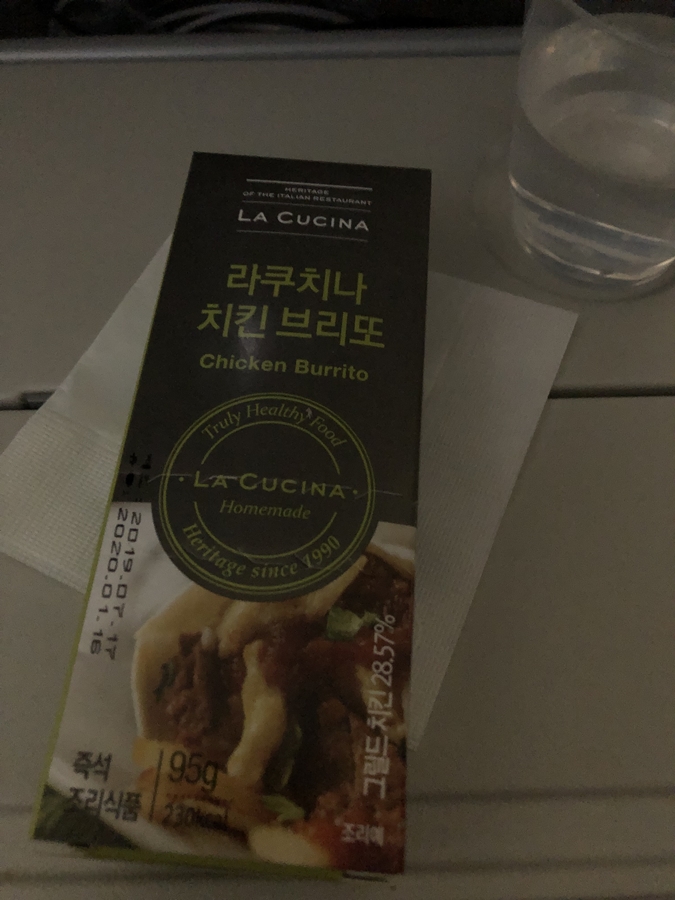 HERITAGE
OF THE ITALIAN RESTAURANT
LA CUCINA
라쿠치나
치킨 브리또
Chicken Burrito
Truly Healthy Food
LA CUCINA
Homemade
Heritage since 1990
2019.07.17
2020.01.16
그릴드 치킨 28.57%
즉석
조리식품
95g
230kcal
조리예